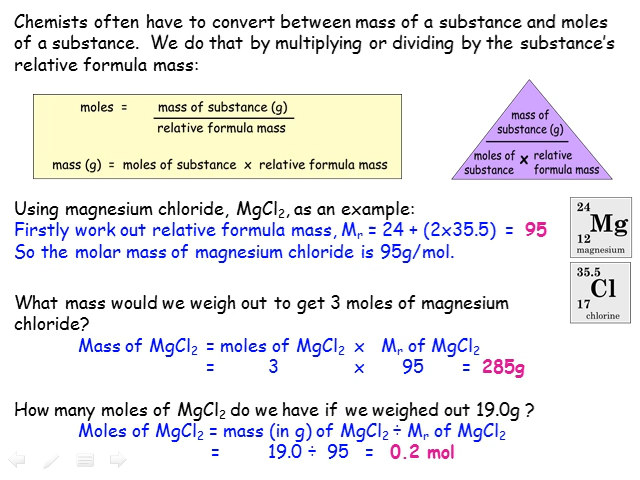 Chemists often have to convert between mass of a substance and moles
of a substance. We do that by multiplying or dividing by the substance's
relative formula mass:
moles = mass of substance (g)
relative formula mass
mass (g) = moles of substance x relative formula mass
mass of
substance (g)
moles of substance x relative formula mass
Using magnesium chloride, MgCl₂, as an example:
Firstly work out relative formula mass, Mᵣ = 24 + (2x35.5) = 95
So the molar mass of magnesium chloride is 95g/mol.
24
Mg
12
magnesium
35.5
Cl
17
chlorine
What mass would we weigh out to get 3 moles of magnesium
chloride?
Mass of MgCl₂ = moles of MgCl₂ x Mᵣ of MgCl₂
= 3 x 95 = 285g
How many moles of MgCl₂ do we have if we weighed out 19.0g ?
Moles of MgCl₂ = mass (in g) of MgCl₂ ÷ Mᵣ of MgCl₂
= 19.0 ÷ 95 = 0.2 mol